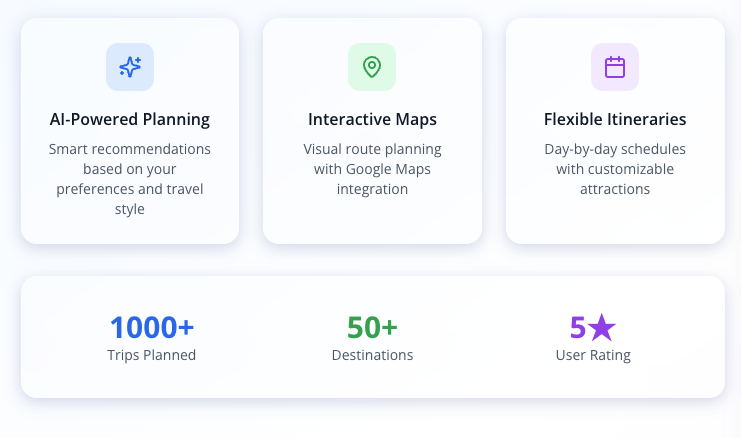 AI-Powered Planning
Smart recommendations
based on your
preferences and travel
style
Interactive Maps
Visual route planning
with Google Maps
integration
Flexible Itineraries
Day-by-day schedules
with customizable
attractions
1000+
Trips Planned
50+
Destinations
5★
User Rating